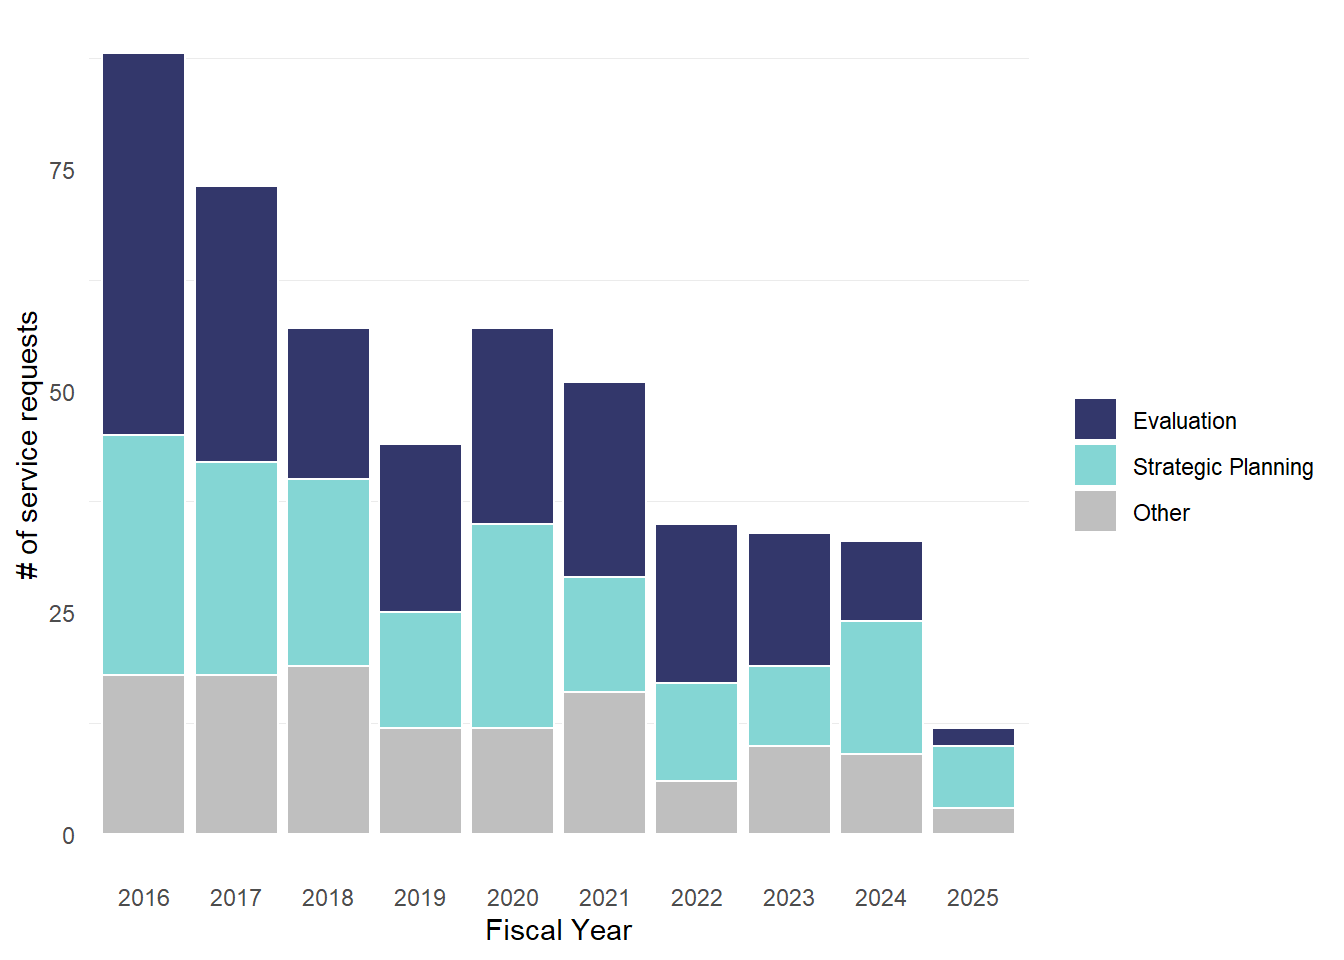 # of service requests
75
50
25
0
2016 2017 2018 2019 2020 2021 2022 2023 2024 2025
Fiscal Year
Evaluation
Strategic Planning
Other